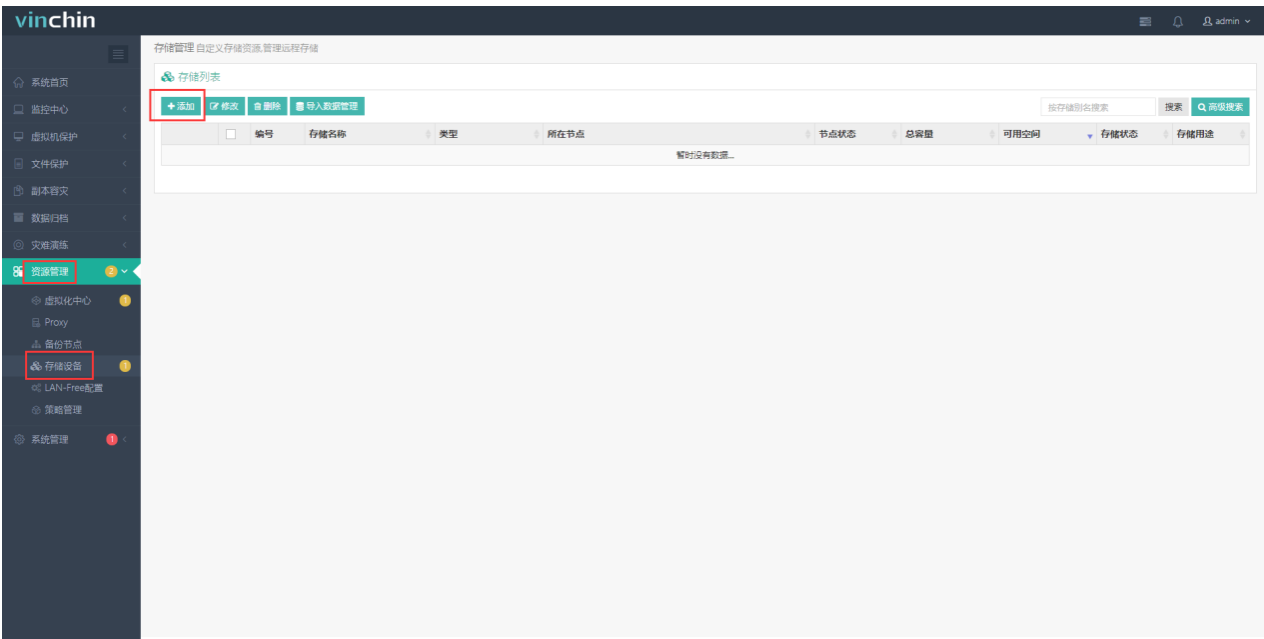 vinchin
admin
存储管理 自定义存储资源,管理远程存储
存储列表
系统首页
监控中心
虚拟机保护
文件保护
副本容灾
数据归档
灾难演练
资源管理 2
虚拟化中心 1
Proxy
备份节点
存储设备 1
LAN-Free配置
策略管理
系统管理 1
+添加 修改 删除 导入数据管理 按存储别名搜索 搜索 高级搜索
编号 存储名称 类型 所在节点 节点状态 总容量 可用空间 存储状态 存储用途
暂时没有数据...